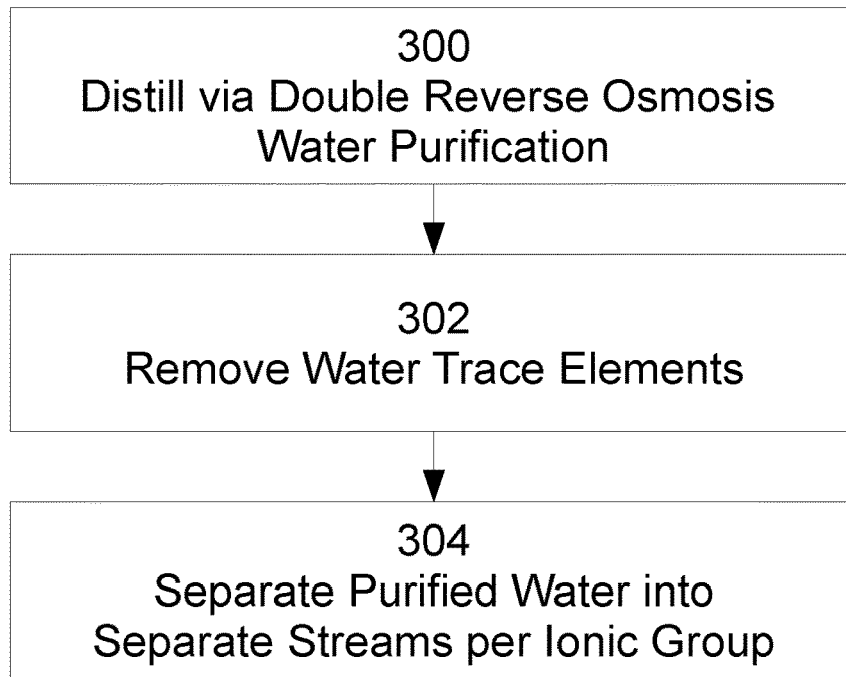 300
Distill via Double Reverse Osmosis
Water Purification
302
Remove Water Trace Elements
304
Separate Purified Water into
Separate Streams per Ionic Group